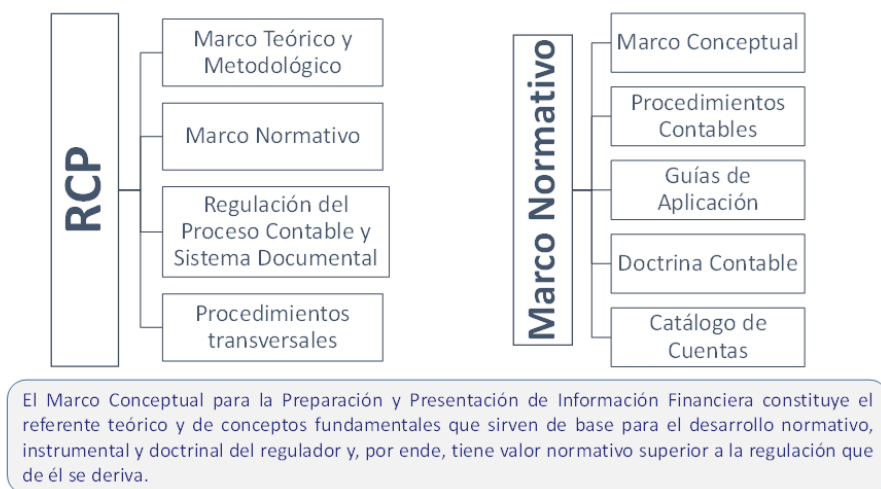 RCP
Marco Teórico y
Metodológico
Marco Normativo
Regulación del
Proceso Contable y
Sistema Documental
Procedimientos
transversales
Marco Normativo
Marco Conceptual
Procedimientos
Contables
Guías de
Aplicación
Doctrina Contable
Catálogo de
Cuentas
El Marco Conceptual para la Preparación y Presentación de Información Financiera constituye el
referente teórico y de conceptos fundamentales que sirven de base para el desarrollo normativo,
instrumental y doctrinal del regulador y, por ende, tiene valor normativo superior a la regulación que
de él se deriva.